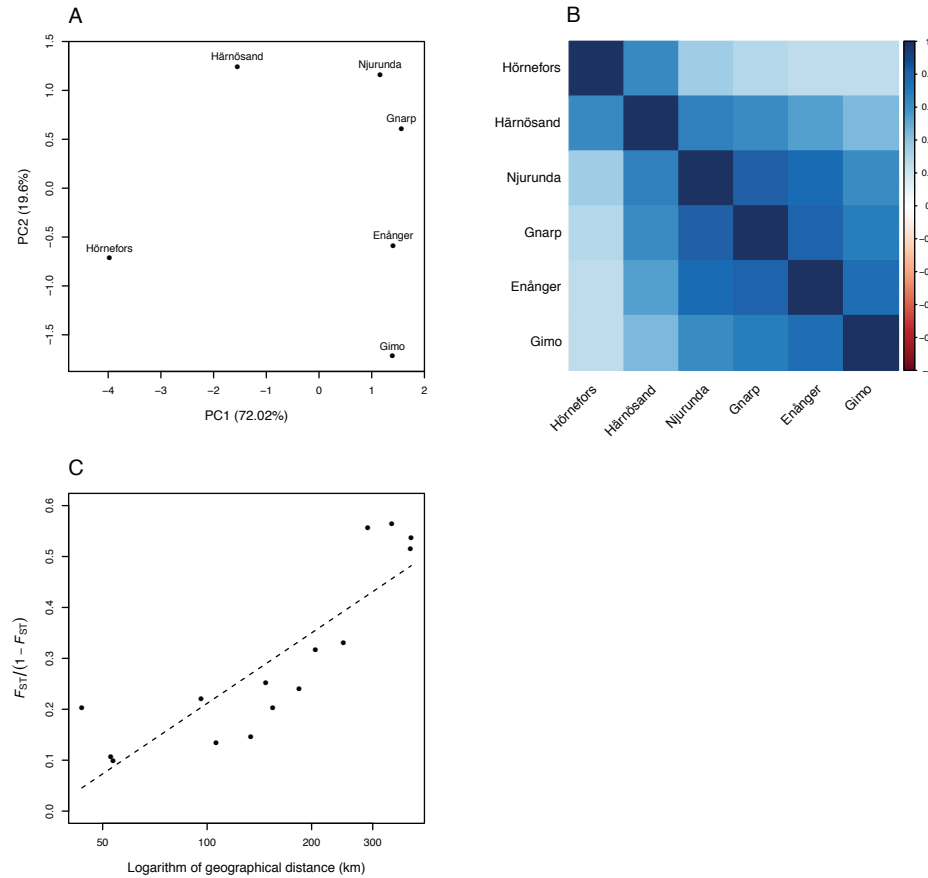 A
Härnösand
Njurunda
Gnarp
Enånger
Hörnefors
Gimo
1.5
1.0
0.5
0.0
−0.5
−1.0
−1.5
−4
−3
−2
−1
0
1
2
PC2 (19.6%)
PC1 (72.02%)
B
Hörnefors
Härnösand
Njurunda
Gnarp
Enånger
Gimo
Hörnefors
Härnösand
Njurunda
Gnarp
Enånger
Gimo
C
0.6
0.5
0.4
0.3
0.2
0.1
0.0
50
100
200
300
FST/(1 − FST)
Logarithm of geographical distance (km)